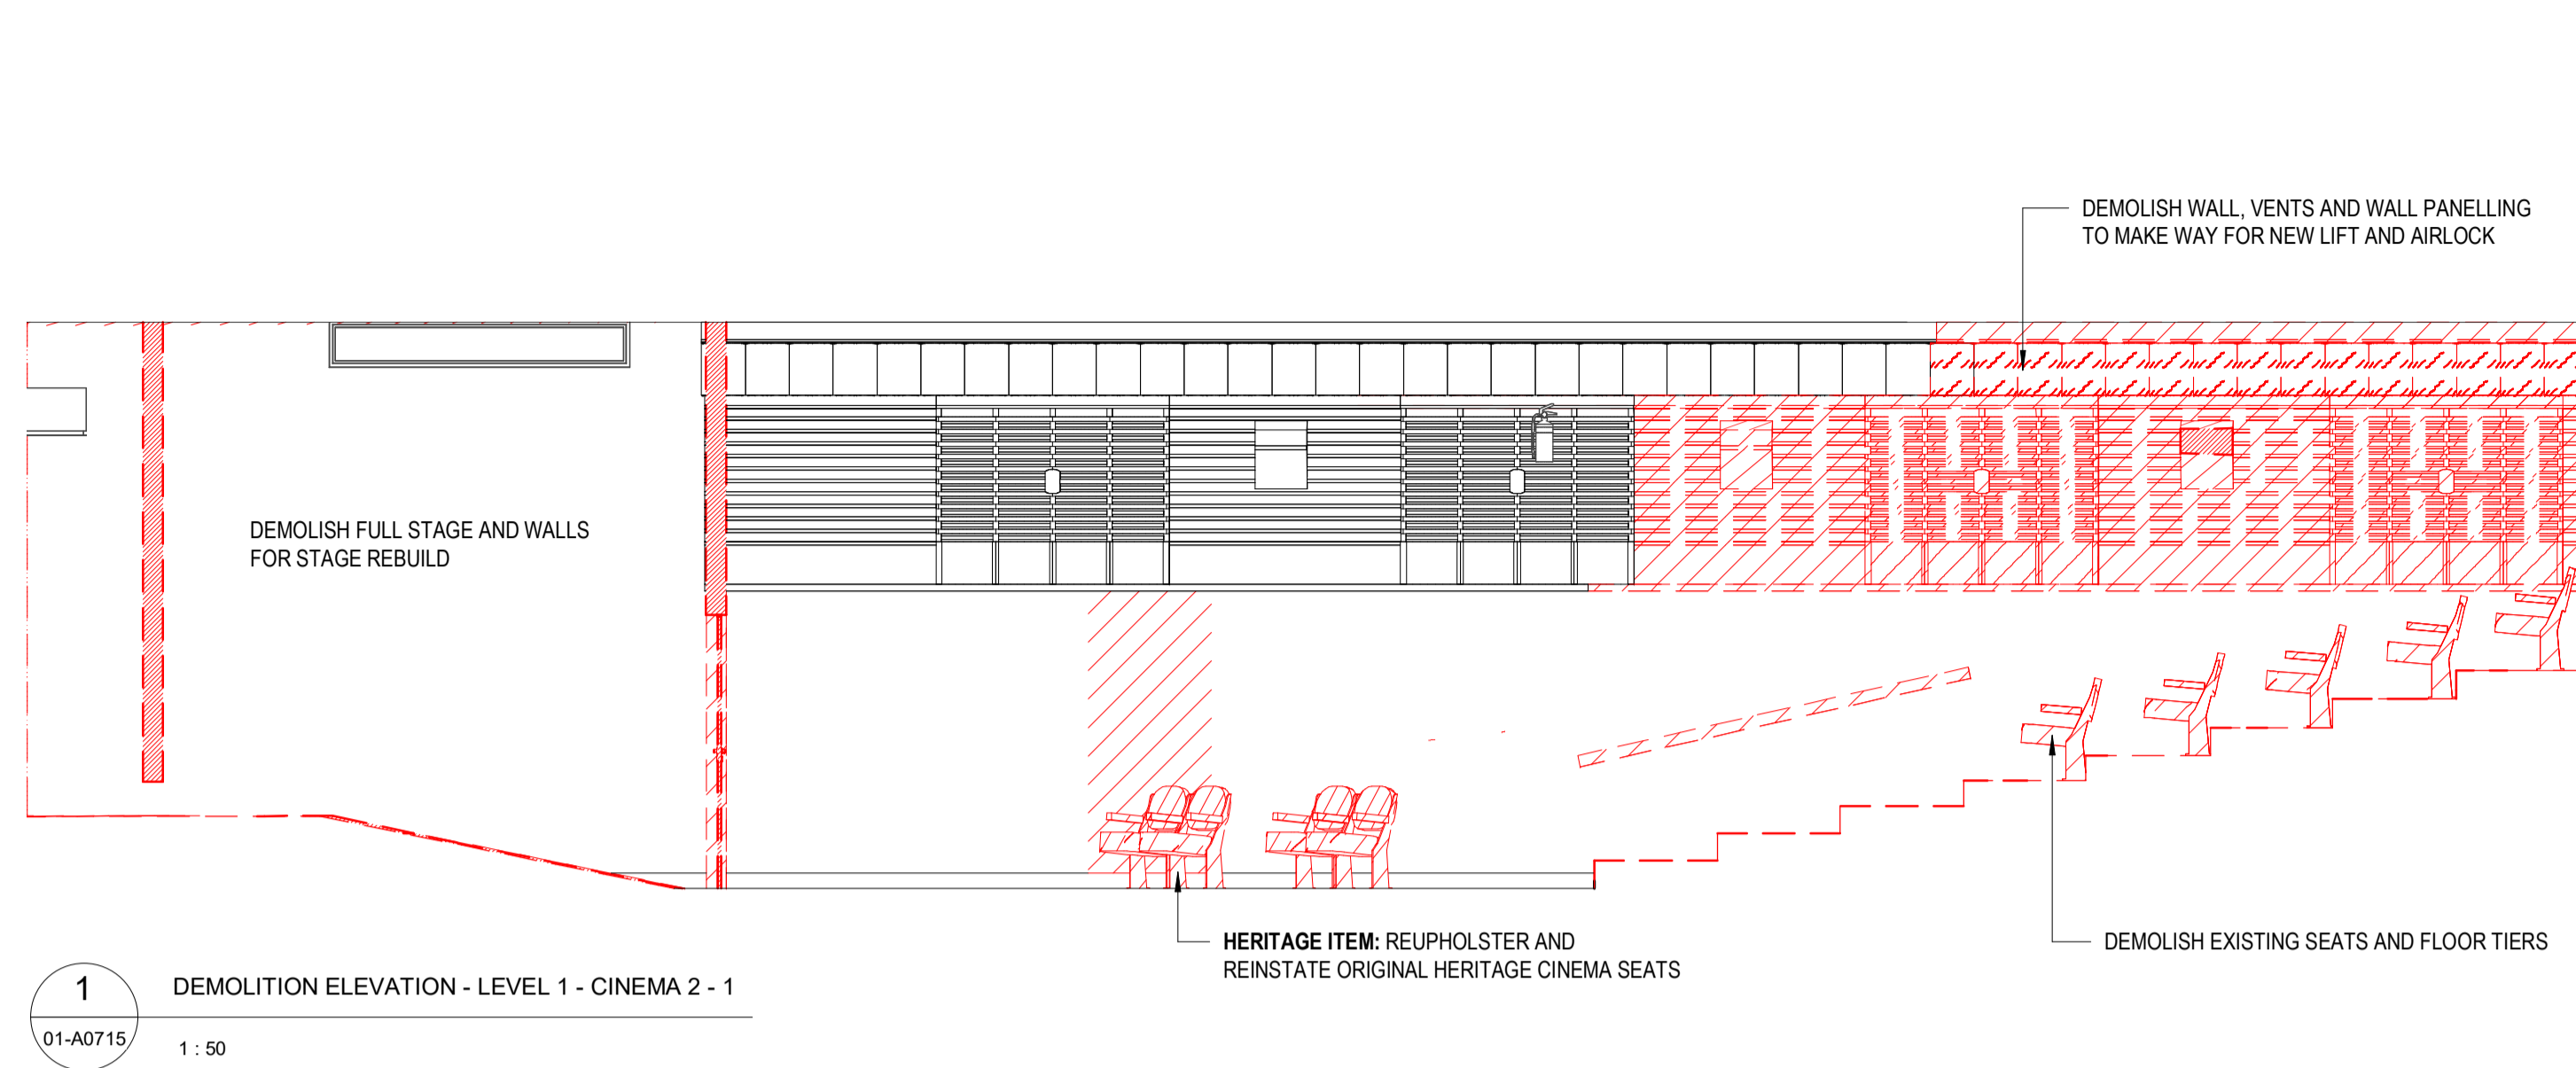 DEMOLISH WALL, VENTS AND WALL PANELLING
TO MAKE WAY FOR NEW LIFT AND AIRLOCK
DEMOLISH FULL STAGE AND WALLS
FOR STAGE REBUILD
HERITAGE ITEM: REUPHOLSTER AND
REINSTATE ORIGINAL HERITAGE CINEMA SEATS
DEMOLISH EXISTING SEATS AND FLOOR TIERS
1
DEMOLITION ELEVATION - LEVEL 1 - CINEMA 2 - 1
01-A0715
1 : 50